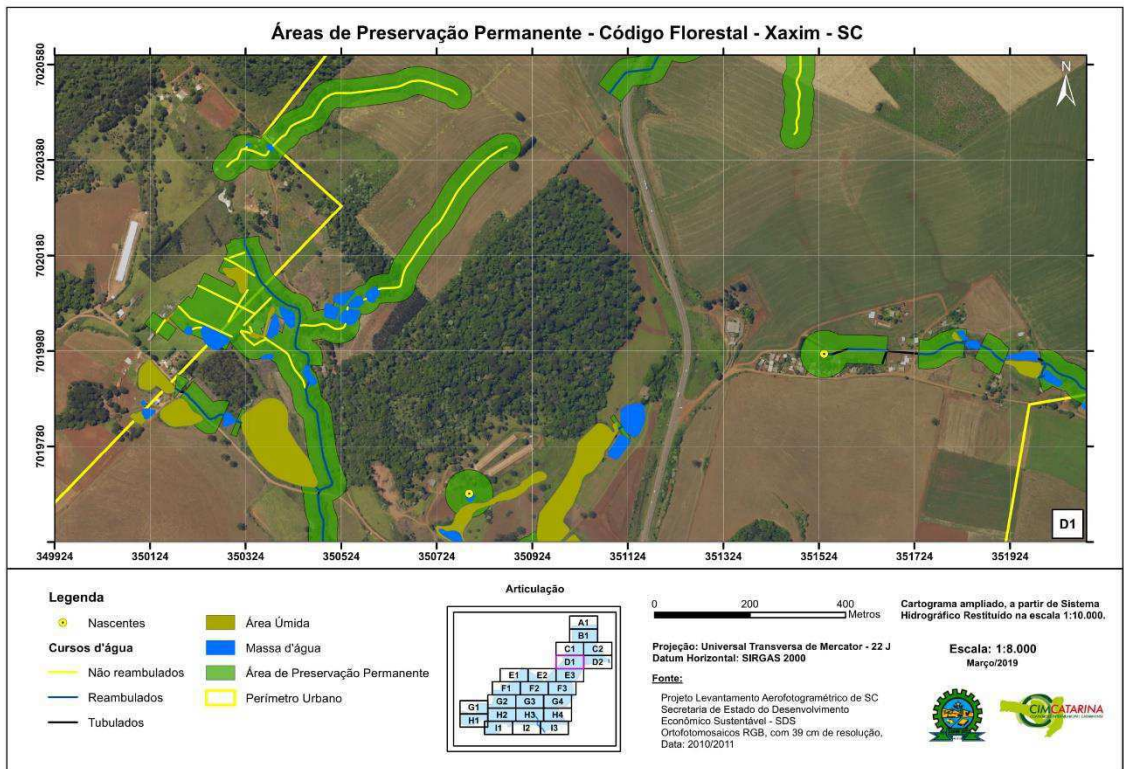 Áreas de Preservação Permanente - Código Florestal - Xaxim - SC
7020580
7020380
7020180
7019980
7019780
N
D1
349924
350124
350324
350524
350724
350924
351124
351324
351524
351724
351924
Legenda
Nascentes
Cursos d'água
Não reambulados
Reambulados
Tubulados
Área Úmida
Massa d'água
Área de Preservação Permanente
Perímetro Urbano
Articulação
A1
B1
C1 C2
D1 D2
E1 E2 E3
F1 F2 F3
G1 G2 G3 G4
H1 H2 H3 H4
I1 I2 I3
0 200 400
Metros
Projeção: Universal Transversa de Mercator - 22 J
Datum Horizontal: SIRGAS 2000
Fonte:
Projeto Levantamento Aerofotogramétrico de SC
Secretaria de Estado do Desenvolvimento
Econômico Sustentável - SDS
Ortofotomosaicos RGB, com 39 cm de resolução,
Data: 2010/2011
Cartograma ampliado, a partir de Sistema
Hidrográfico Restituído na escala 1:10.000.
Escala: 1:8.000
Março/2019
CIMCATARINA